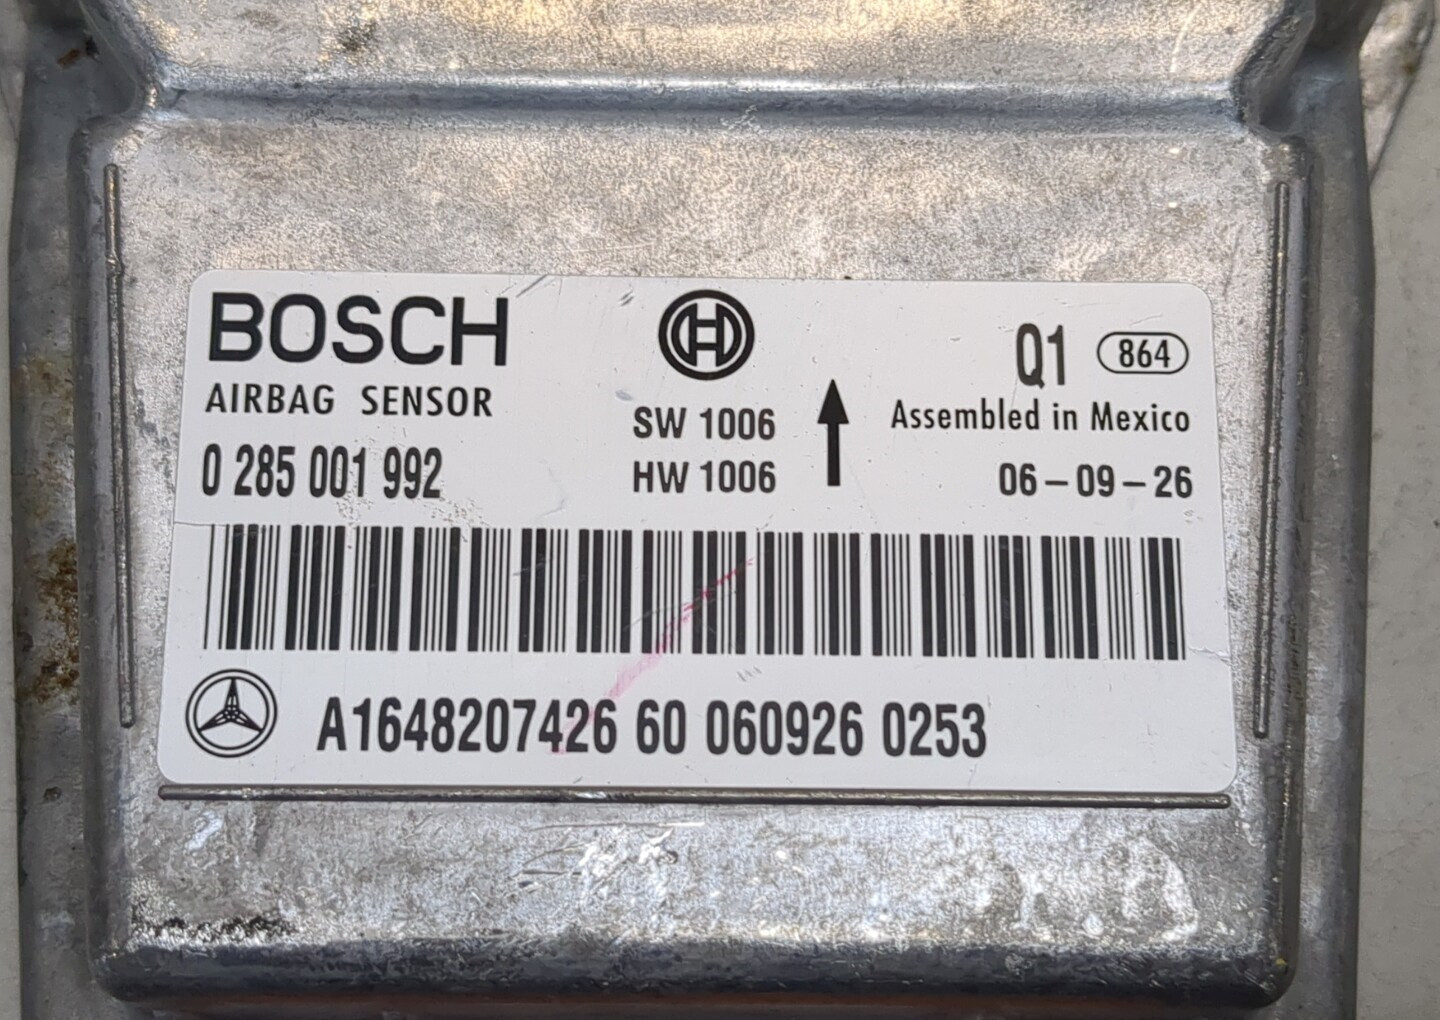 BOSCH
AIRBAG SENSOR
0 285 001 992
SW 1006
HW 1006
Q1 864
Assembled in Mexico
06-09-26
A1648207426 60 060926 0253